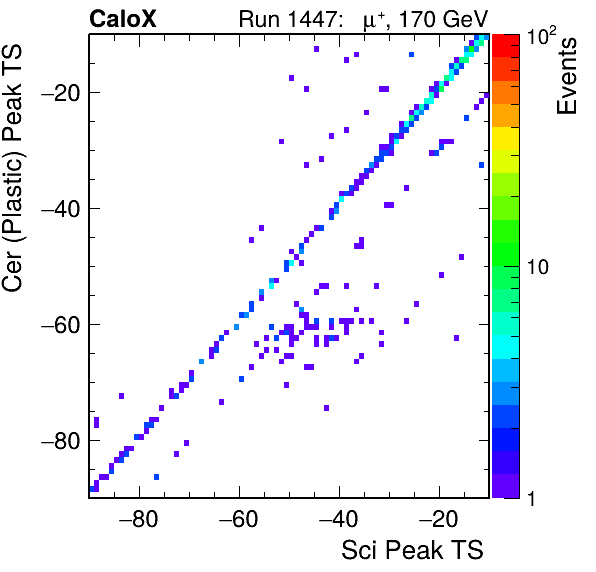 CaloX
Run 1447: μ⁺, 170 GeV
Cer (Plastic) Peak TS
−20
−40
−60
−80
−80
−60
−40
−20
Sci Peak TS
10²
10
1
Events